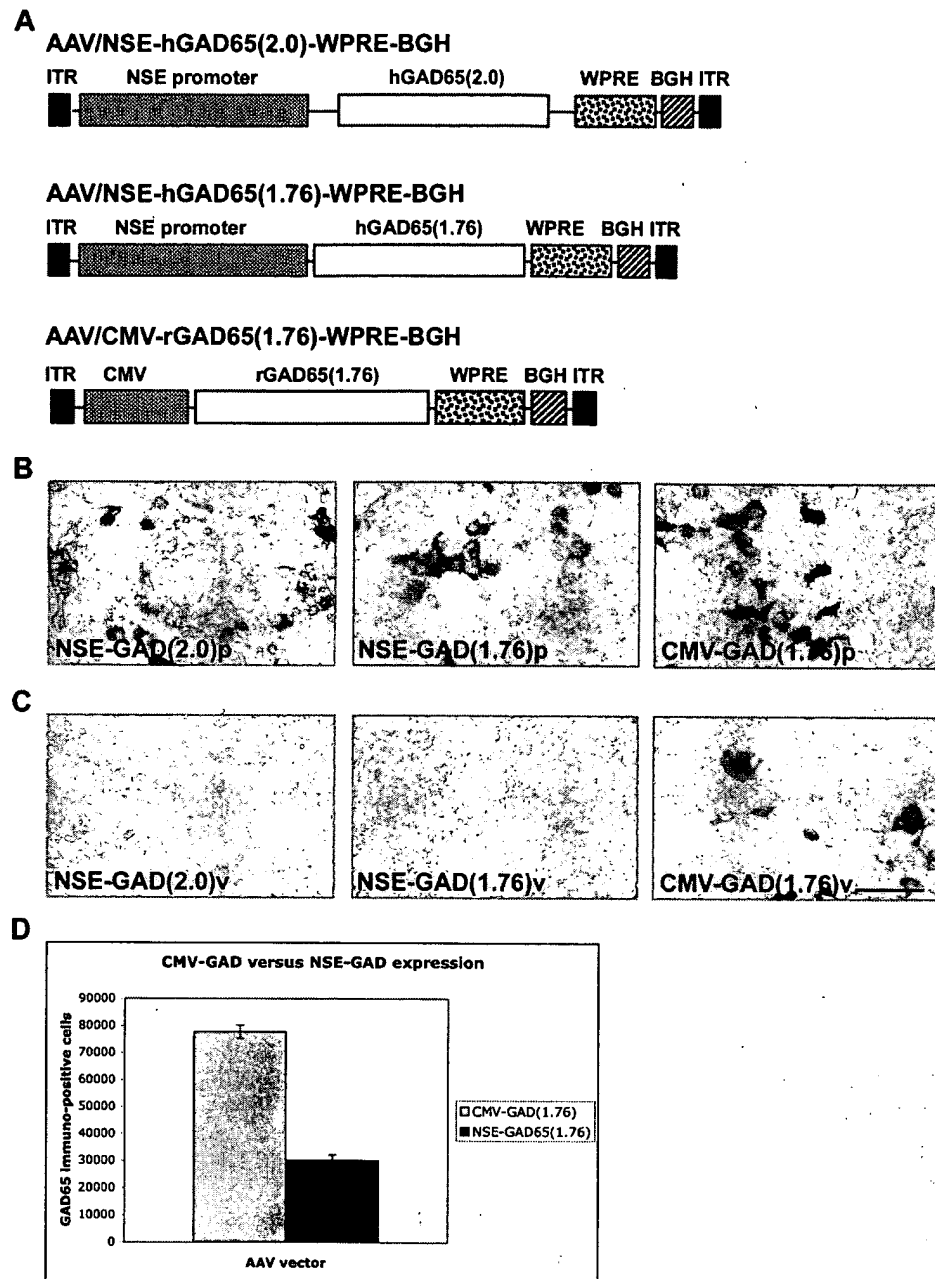 A
AAV/NSE-hGAD65(2.0)-WPRE-BGH
ITR NSE promoter hGAD65(2.0) WPRE BGH ITR
AAV/NSE-hGAD65(1.76)-WPRE-BGH
ITR NSE promoter hGAD65(1.76) WPRE BGH ITR
AAV/CMV-rGAD65(1.76)-WPRE-BGH
ITR CMV rGAD65(1.76) WPRE BGH ITR
B
NSE-GAD(2.0)p NSE-GAD(1.76)p CMV-GAD(1.76)p
C
NSE-GAD(2.0)v NSE-GAD(1.76)v CMV-GAD(1.76)v
D
CMV-GAD versus NSE-GAD expression
GAD65 immuno-positive cells
90000
80000
70000
60000
50000
40000
30000
20000
10000
0
CMV-GAD(1.76)
NSE-GAD65(1.76)
AAV vector